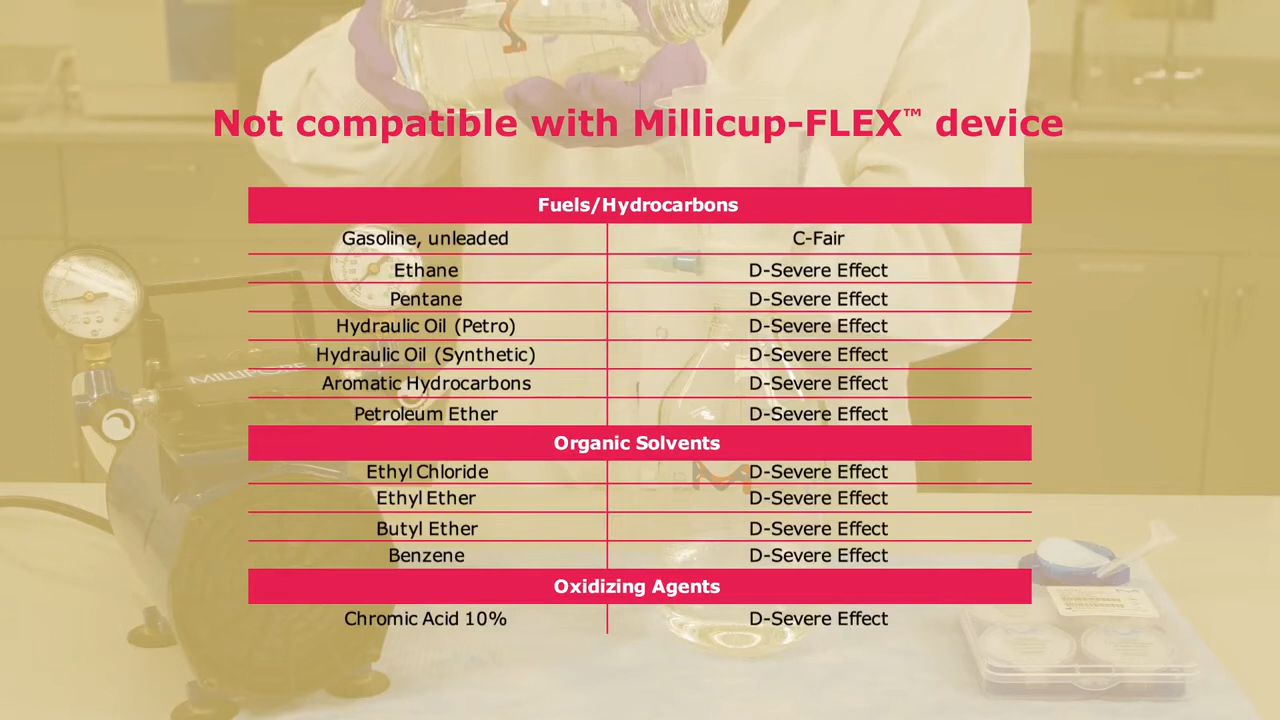 Not compatible with Millicup-FLEX™ device
Fuels/Hydrocarbons
Gasoline, unleaded C-Fair
Ethane D-Severe Effect
Pentane D-Severe Effect
Hydraulic Oil (Petro) D-Severe Effect
Hydraulic Oil (Synthetic) D-Severe Effect
MILLIPORE
Aromatic Hydrocarbons D-Severe Effect
Petroleum Ether D-Severe Effect
Organic Solvents
Ethyl Chloride D-Severe Effect
Ethyl Ether D-Severe Effect
Butyl Ether D-Severe Effect
Benzene D-Severe Effect
Oxidizing Agents
Chromic Acid 10% D-Severe Effect